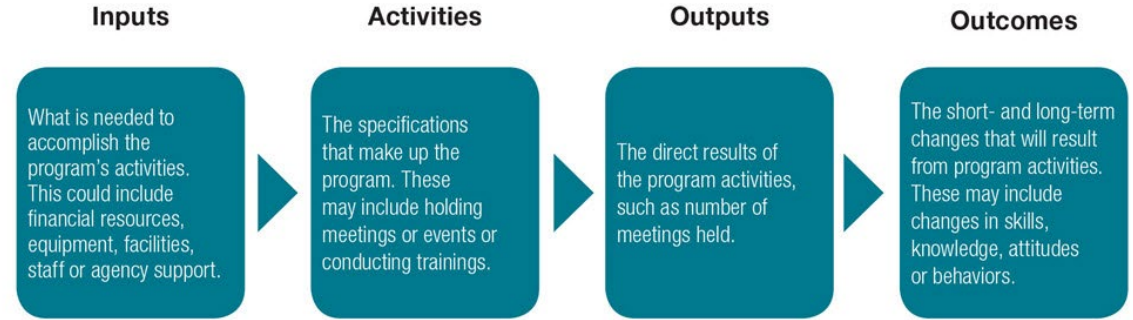 Inputs
Activities
Outputs
Outcomes
What is needed to
accomplish the
program's activities.
This could include
financial resources,
equipment, facilities,
staff or agency support.
The specifications
that make up the
program. These
may include holding
meetings or events or
conducting trainings.
The direct results of
the program activities,
such as number of
meetings held.
The short- and long-term
changes that will result
from program activities.
These may include
changes in skills,
knowledge, attitudes
or behaviors.